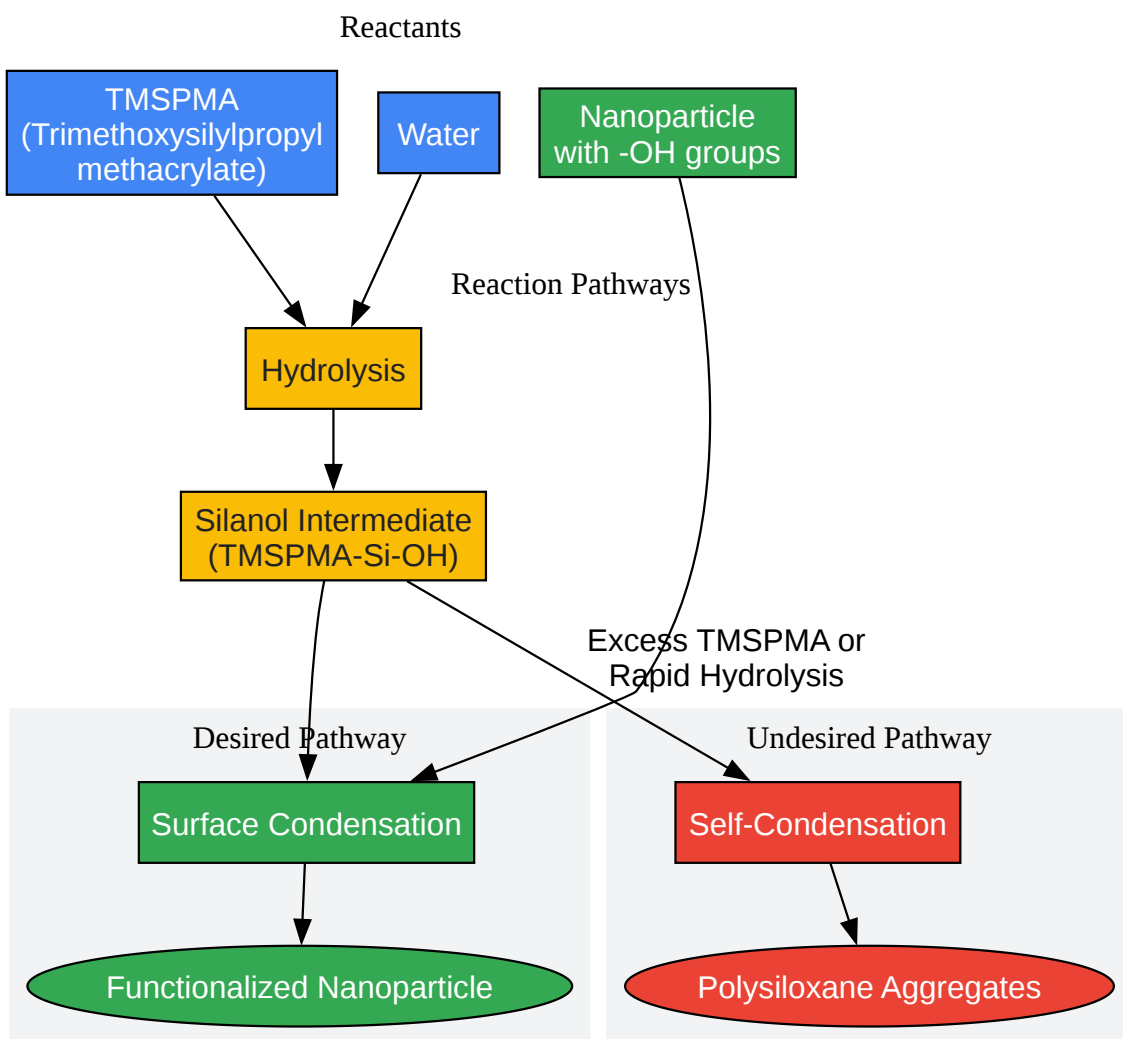 Reactants
TMSPMA
(Trimethoxysilylpropyl
methacrylate)
Water
Nanoparticle
with -OH groups
Reaction Pathways
Hydrolysis
Silanol Intermediate
(TMSPMA-Si-OH)
Excess TMSPMA or
Rapid Hydrolysis
Desired Pathway
Undesired Pathway
Surface Condensation
Self-Condensation
Functionalized Nanoparticle
Polysiloxane Aggregates